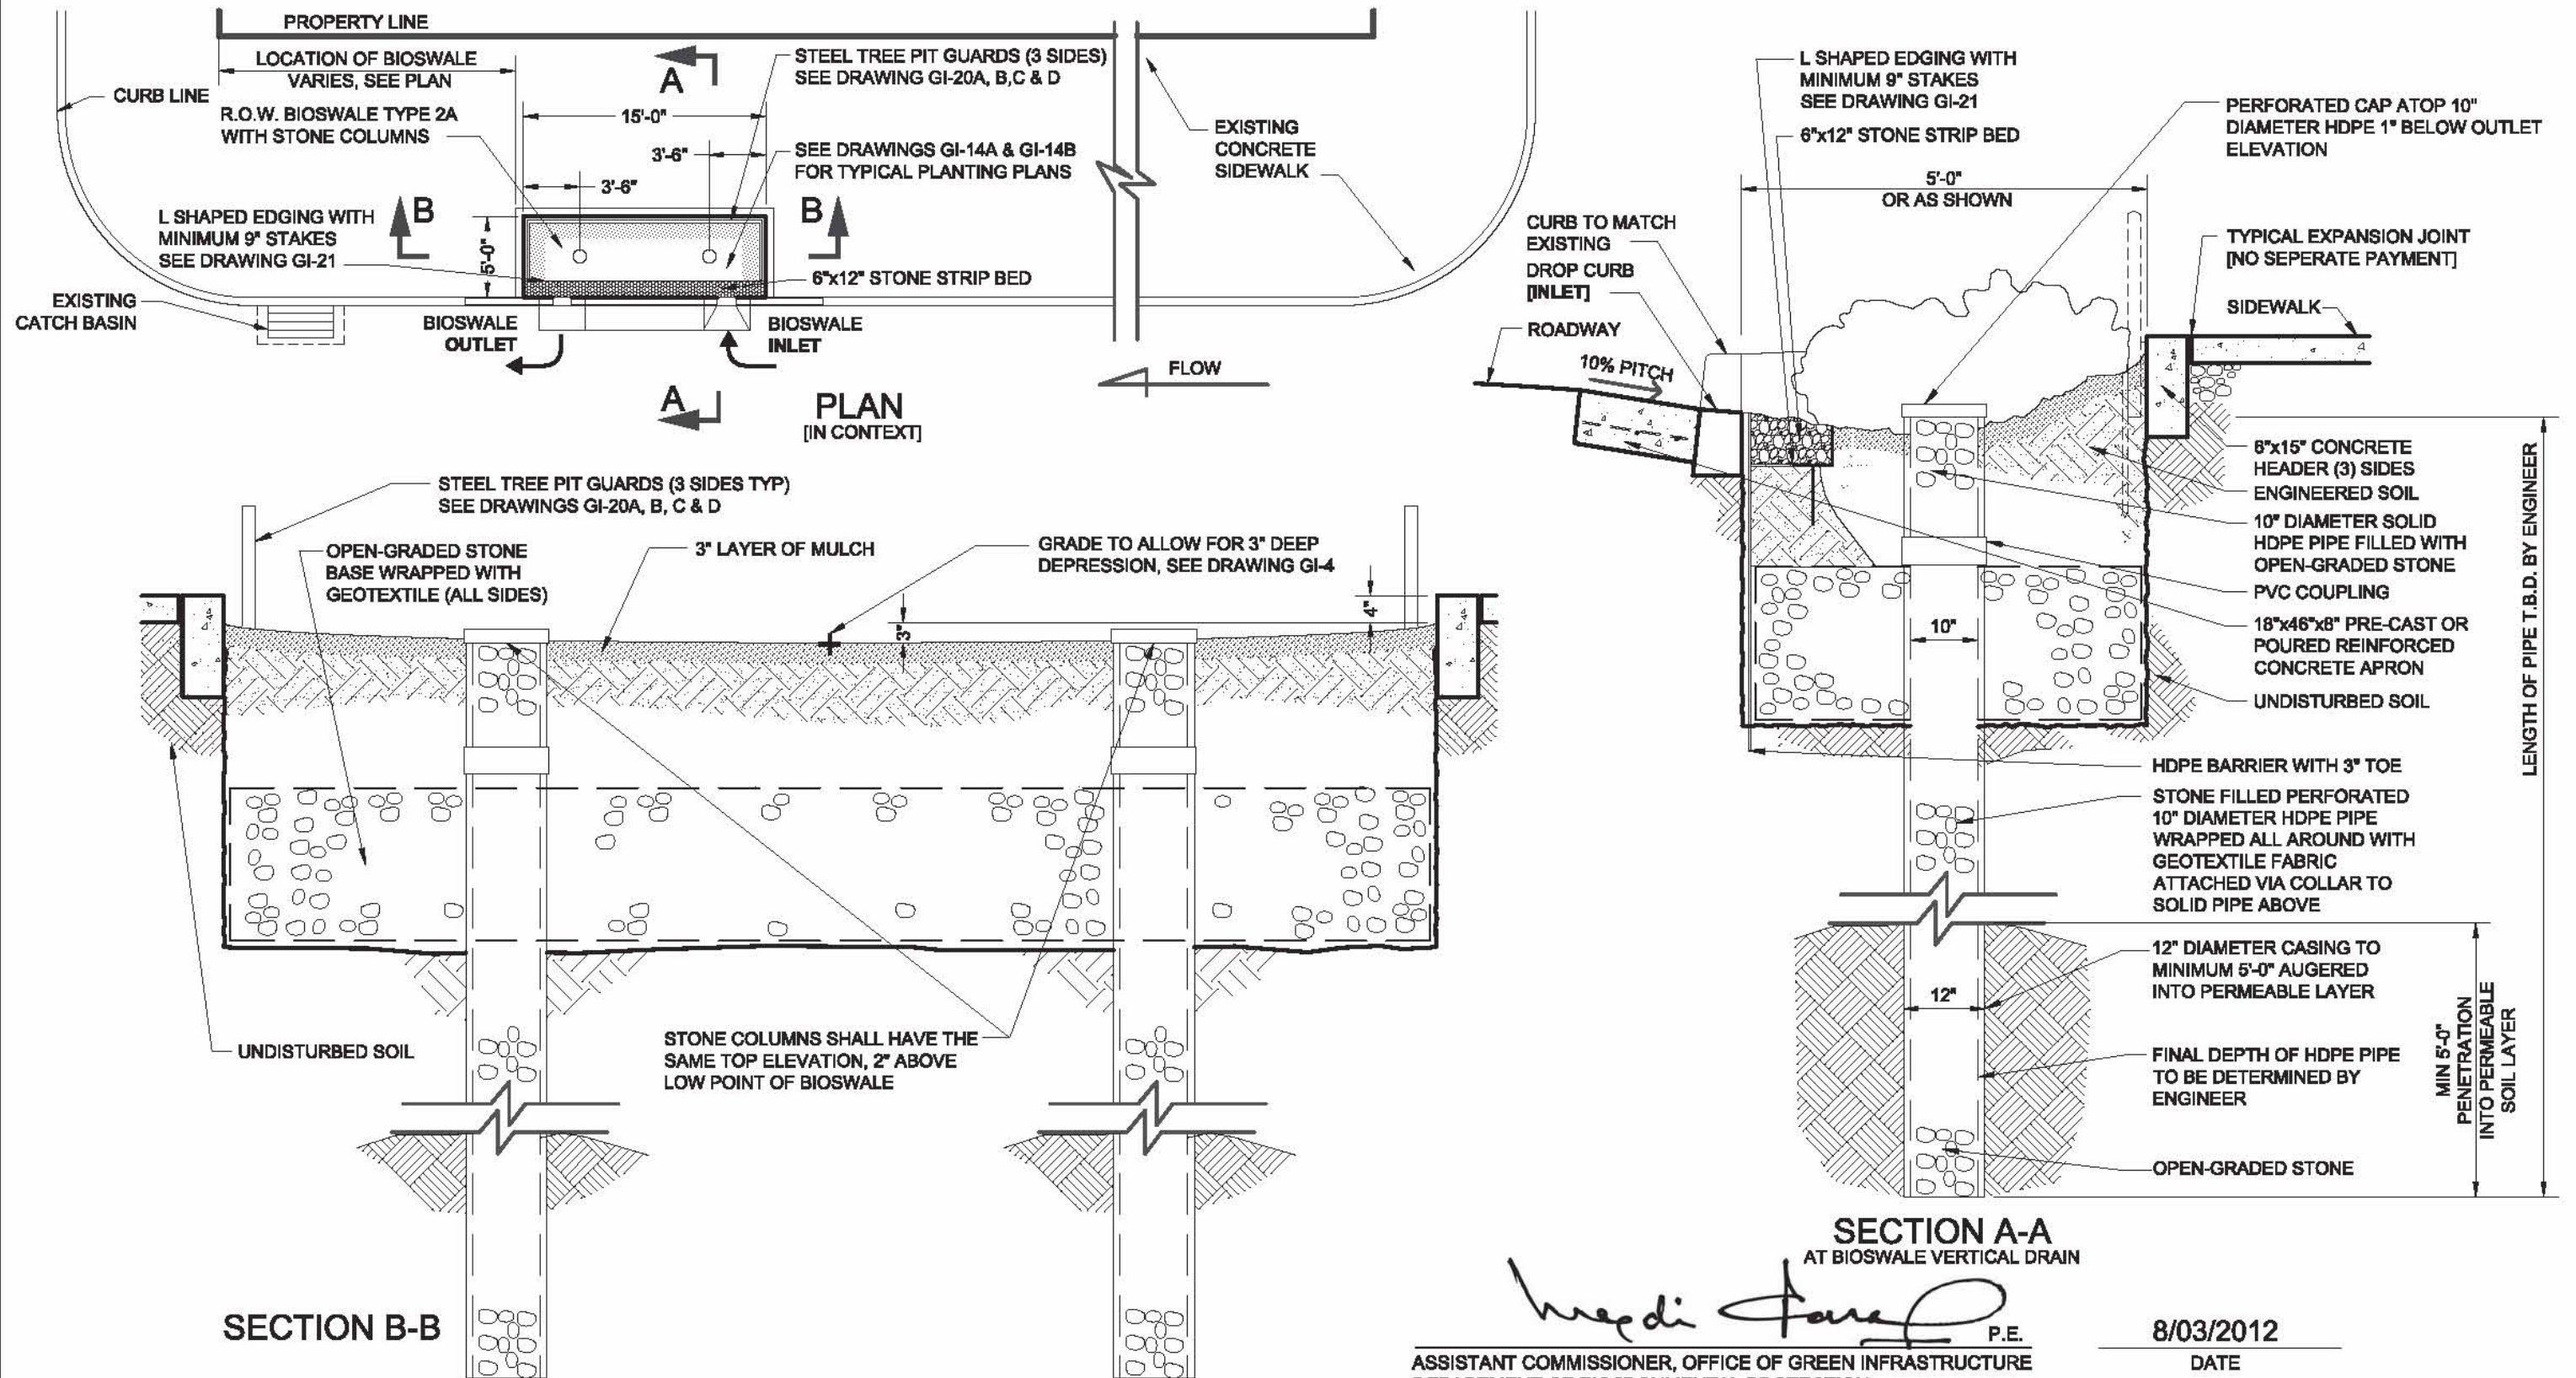 PROPERTY LINE
LOCATION OF BIOSWALE
VARIES, SEE PLAN
CURB LINE
R.O.W. BIOSWALE TYPE 2A
WITH STONE COLUMNS
A
15'-0"
3'-6"
3'-6"
STEEL TREE PIT GUARDS (3 SIDES)
SEE DRAWING GI-20A, B,C & D
SEE DRAWINGS GI-14A & GI-14B
FOR TYPICAL PLANTING PLANS
EXISTING
CONCRETE
SIDEWALK
L SHAPED EDGING WITH
MINIMUM 9" STAKES
SEE DRAWING GI-21
B
B
5'-0"
6"x12" STONE STRIP BED
EXISTING
CATCH BASIN
BIOSWALE
OUTLET
BIOSWALE
INLET
FLOW
A
PLAN
[IN CONTEXT]
L SHAPED EDGING WITH
MINIMUM 9" STAKES
SEE DRAWING GI-21
6"x12" STONE STRIP BED
PERFORATED CAP ATOP 10"
DIAMETER HDPE 1" BELOW OUTLET
ELEVATION
5'-0"
OR AS SHOWN
CURB TO MATCH
EXISTING
DROP CURB
[INLET]
ROADWAY
10% PITCH
TYPICAL EXPANSION JOINT
[NO SEPERATE PAYMENT]
SIDEWALK
6"x15" CONCRETE
HEADER (3) SIDES
ENGINEERED SOIL
10" DIAMETER SOLID
HDPE PIPE FILLED WITH
OPEN-GRADED STONE
PVC COUPLING
18"x46"x8" PRE-CAST OR
POURED REINFORCED
CONCRETE APRON
UNDISTURBED SOIL
10"
HDPE BARRIER WITH 3" TOE
STONE FILLED PERFORATED
10" DIAMETER HDPE PIPE
WRAPPED ALL AROUND WITH
GEOTEXTILE FABRIC
ATTACHED VIA COLLAR TO
SOLID PIPE ABOVE
12" DIAMETER CASING TO
MINIMUM 5'-0" AUGERED
INTO PERMEABLE LAYER
12"
FINAL DEPTH OF HDPE PIPE
TO BE DETERMINED BY
ENGINEER
OPEN-GRADED STONE
MIN 5'-0"
PENETRATION
INTO PERMEABLE
SOIL LAYER
LENGTH OF PIPE T.B.D. BY ENGINEER
SECTION A-A
AT BIOSWALE VERTICAL DRAIN
STEEL TREE PIT GUARDS (3 SIDES TYP)
SEE DRAWINGS GI-20A, B, C & D
OPEN-GRADED STONE
BASE WRAPPED WITH
GEOTEXTILE (ALL SIDES)
3" LAYER OF MULCH
GRADE TO ALLOW FOR 3" DEEP
DEPRESSION, SEE DRAWING GI-4
3"
4"
UNDISTURBED SOIL
STONE COLUMNS SHALL HAVE THE
SAME TOP ELEVATION, 2" ABOVE
LOW POINT OF BIOSWALE
SECTION B-B
P.E.
ASSISTANT COMMISSIONER, OFFICE OF GREEN INFRASTRUCTURE
8/03/2012
DATE